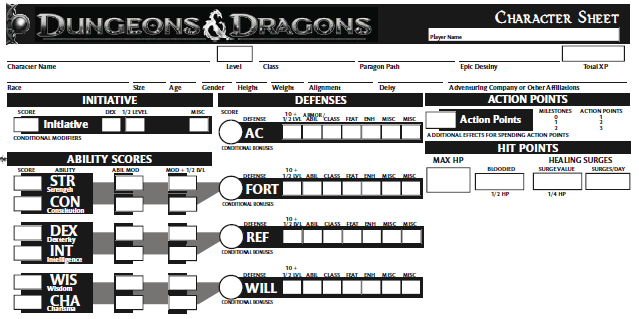 DUNGEONS & DRAGONS
CHARACTER SHEET
Player Name
Character Name Level Class Paragon Path Epic Destiny Total XP
Race Size Age Gender Height Weight Alignment Deity Adventuring Company or Other Affiliations
INITIATIVE
SCORE DEX 1/2 LEVEL MISC
Initiative
CONDITIONAL MODIFIERS
ABILITY SCORES
SCORE ABILITY ABIL MOD MOD + 1/2 LVL
STR
Strength
CON
Constitution
DEX
Dexterity
INT
Intelligence
WIS
Wisdom
CHA
Charisma
DEFENSES
SCORE DEFENSE 10 + 1/2 LVL ARMOR / ABIL CLASS FEAT ENH MISC MISC
AC
CONDITIONAL BONUSES
DEFENSE 10 + 1/2 LVL ABIL CLASS FEAT ENH MISC MISC
FORT
CONDITIONAL BONUSES
DEFENSE 10 + 1/2 LVL ABIL CLASS FEAT ENH MISC MISC
REF
CONDITIONAL BONUSES
DEFENSE 10 + 1/2 LVL ABIL CLASS FEAT ENH MISC MISC
WILL
CONDITIONAL BONUSES
ACTION POINTS
MILESTONES ACTION POINTS
Action Points
0 1
1 2
2 3
ADDITIONAL EFFECTS FOR SPENDING ACTION POINTS
HIT POINTS
MAX HP HEALING SURGES
BLOODIED SURGE VALUE SURGES/DAY
1/2 HP 1/4 HP